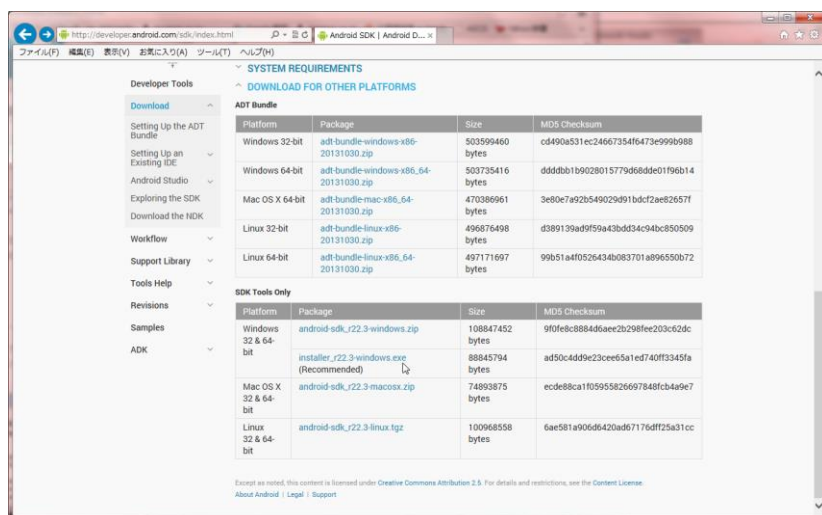 http://developer.android.com/sdk/index.html
Android SDK | Android D...
ファイル(F) 編集(E) 表示(V) お気に入り(A) ツール(T) ヘルプ(H)
Developer Tools
Download
Setting Up the ADT
Bundle
Setting Up an
Existing IDE
Android Studio
Exploring the SDK
Download the NDK
Workflow
Support Library
Tools Help
Revisions
Samples
ADK
SYSTEM REQUIREMENTS
DOWNLOAD FOR OTHER PLATFORMS
ADT Bundle
Platform Package Size MD5 Checksum
Windows 32-bit adt-bundle-windows-x86- 503599460 cd490a531ec24667354f6473e999b988
20131030.zip bytes
Windows 64-bit adt-bundle-windows-x86_64- 503735416 ddddbb1b9028015779d68dde01f96b14
20131030.zip bytes
Mac OS X 64-bit adt-bundle-mac-x86_64- 470386961 3e80e7a92b549029d91bdcf2ae82657f
20131030.zip bytes
Linux 32-bit adt-bundle-linux-x86- 496876498 d389139ad9f59a43bdd34c94bc850509
20131030.zip bytes
Linux 64-bit adt-bundle-linux-x86_64- 497171697 99b51a4f0526434b083701a896550b72
20131030.zip bytes
SDK Tools Only
Platform Package Size MD5 Checksum
Windows android-sdk_r22.3-windows.zip 108847452 9f0fe8c8884d6aee2b298fee203c62dc
32 & 64- bytes
bit
installer_r22.3-windows.exe 88845794 ad50c4dd9e23cee65a1ed740ff3345fa
(Recommended) bytes
Mac OS X android-sdk_r22.3-macosx.zip 74893875 ecde88ca1f05955826697848fcb4a9e7
32 & 64- bytes
bit
Linux android-sdk_r22.3-linux.tgz 100968558 6ae581a906d6420ad67176dff25a31cc
32 & 64- bytes
bit
Except as noted, this content is licensed under Creative Commons Attribution 2.5. For details and restrictions, see the Content License.
About Android | Legal | Support